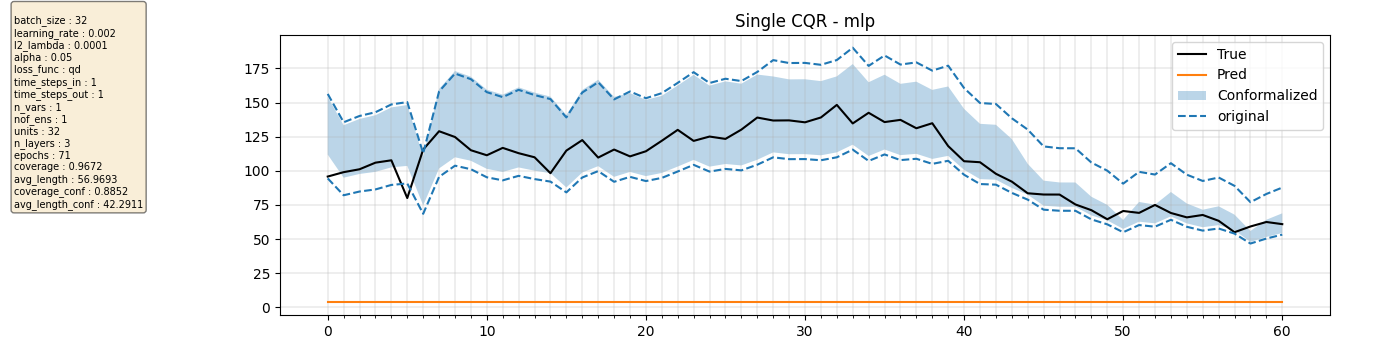 batch_size : 32
learning_rate : 0.002
l2_lambda : 0.0001
alpha : 0.05
loss_func : qd
time_steps_in : 1
time_steps_out : 1
n_vars : 1
nof_ens : 1
units : 32
n_layers : 3
epochs : 71
coverage : 0.9672
avg_length : 56.9693
coverage_conf : 0.8852
avg_length_conf : 42.2911
Single CQR - mlp
True
Pred
Conformalized
original
175
150
125
100
75
50
25
0
0 10 20 30 40 50 60